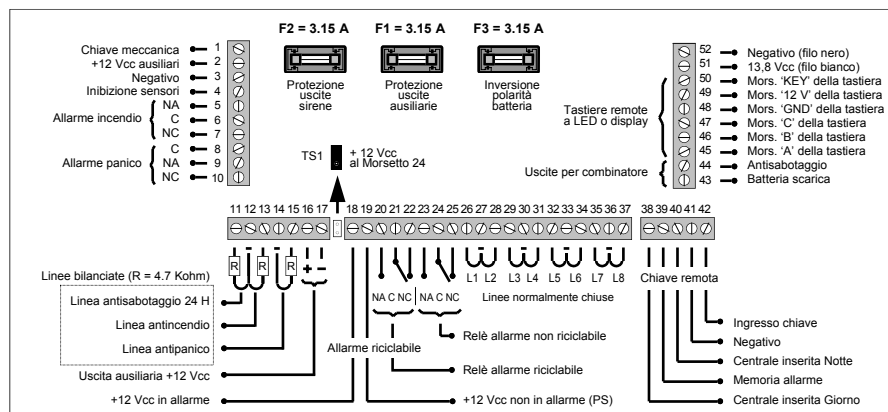 F2 = 3.15 A
F1 = 3.15 A
F3 = 3.15 A
Protezione
uscite
sirene
Protezione
uscite
ausiliarie
Inversione
polarità
batteria
Chiave meccanica 1
+12 Vcc ausiliari 2
Negativo 3
Inibizione sensori 4
Allarme incendio
NA 5
C 6
NC 7
Allarme panico
C 8
NA 9
NC 10
TS1
+ 12 Vcc
al Morsetto 24
52 Negativo (filo nero)
51 13,8 Vcc (filo bianco)
50 Mors. 'KEY' della tastiera
49 Mors. '12 V' della tastiera
48 Mors. 'GND' della tastiera
47 Mors. 'C' della tastiera
46 Mors. 'B' della tastiera
45 Mors. 'A' della tastiera
44 Antisabotaggio
43 Batteria scarica
Tastiere remote
a LED o display
Uscite per combinatore
11 12 13 14 15 16 17 18 19 20 21 22 23 24 25 26 27 28 29 30 31 32 33 34 35 36 37 38 39 40 41 42
R R R + −
L1 L2 L3 L4 L5 L6 L7 L8
Linee bilanciate (R = 4.7 Kohm)
Chiave remota
NA C NC NA C NC
Linee normalmente chiuse
Linea antisabotaggio 24 H
Linea antincendio
Linea antipanico
Uscita ausiliaria +12 Vcc
+12 Vcc in allarme
Allarme riciclabile
Relè allarme non riciclabile
Relè allarme riciclabile
+12 Vcc non in allarme (PS)
Ingresso chiave
Negativo
Centrale inserita Notte
Memoria allarme
Centrale inserita Giorno